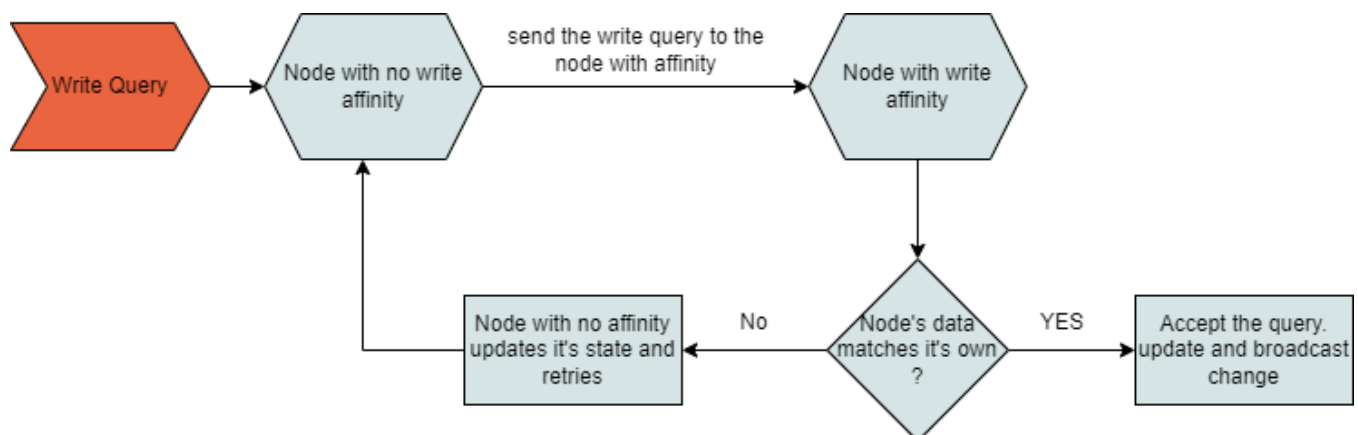 Write Query
Node with no write
affinity
send the write query to the
node with affinity
Node with write
affinity
Node with no affinity
updates it's state and
retries
No
Node's data
matches it's own
?
YES
Accept the query.
update and broadcast
change